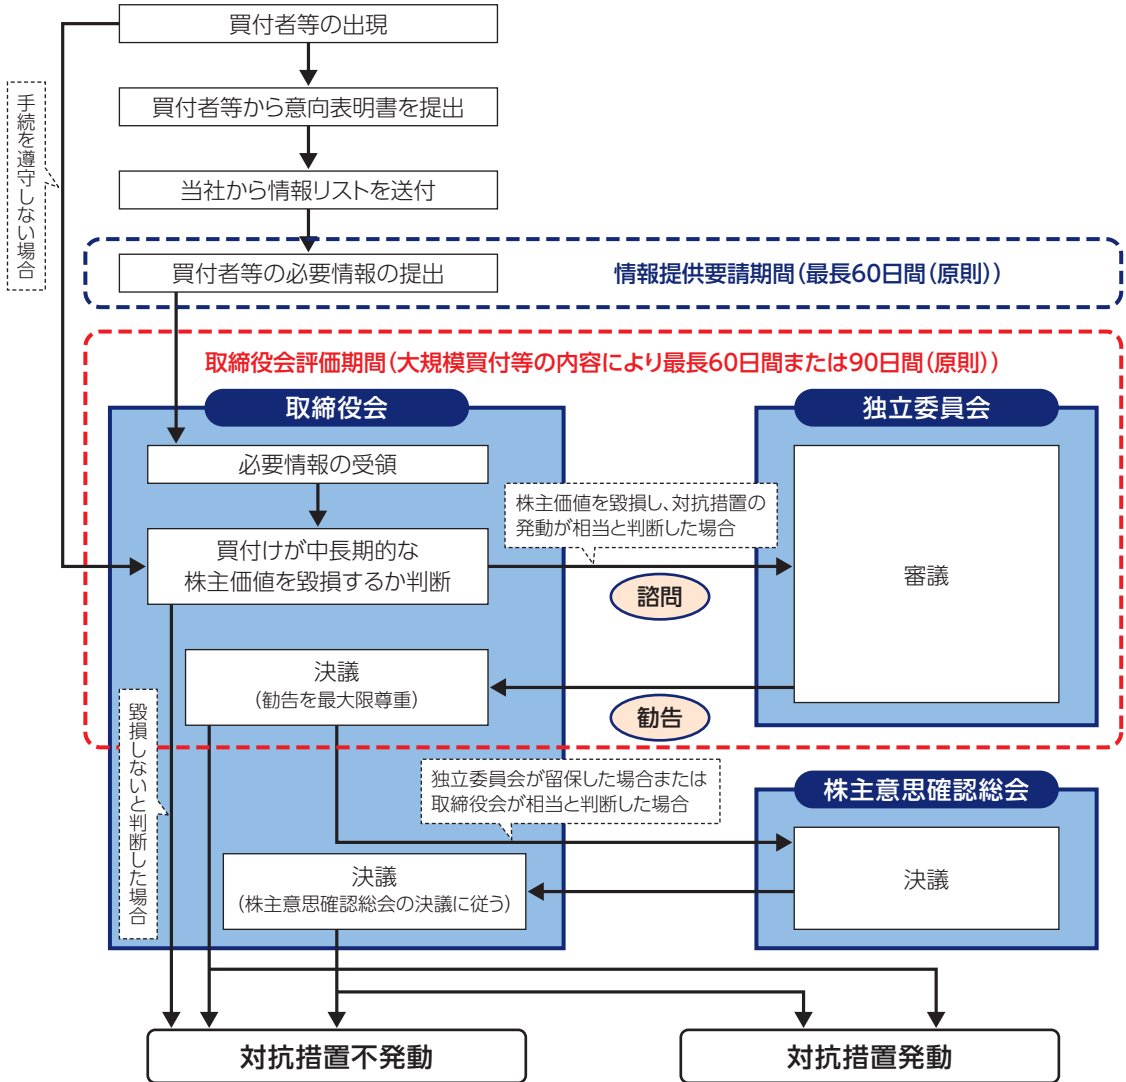 買付者等の出現
買付者等から意向表明書を提出
手続を遵守しない場合
当社から情報リストを送付
買付者等の必要情報の提出
情報提供要請期間(最長60日間(原則))
取締役会評価期間(大規模買付等の内容により最長60日間または90日間(原則))
取締役会
独立委員会
必要情報の受領
株主価値を毀損し、対抗措置の
発動が相当と判断した場合
買付けが中長期的な
株主価値を毀損するか判断
審議
諮問
決議
(勧告を最大限尊重)
勧告
毀損しないと判断した場合
独立委員会が留保した場合または
取締役会が相当と判断した場合
株主意思確認総会
決議
決議
(株主意思確認総会の決議に従う)
対抗措置不発動
対抗措置発動